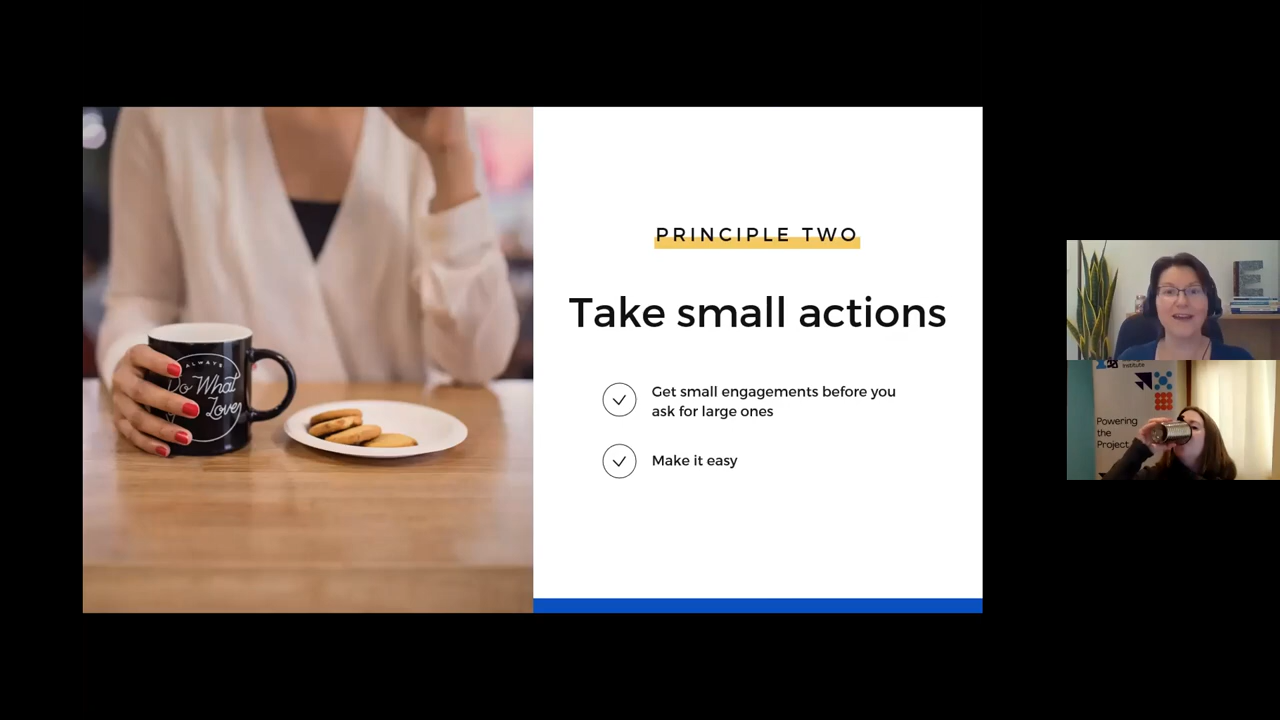 PRINCIPLE TWO
Take small actions
Get small engagements before you
ask for large ones
Make it easy
ALWAYS
Do What
Love
E
Institute
Powering
the
Project